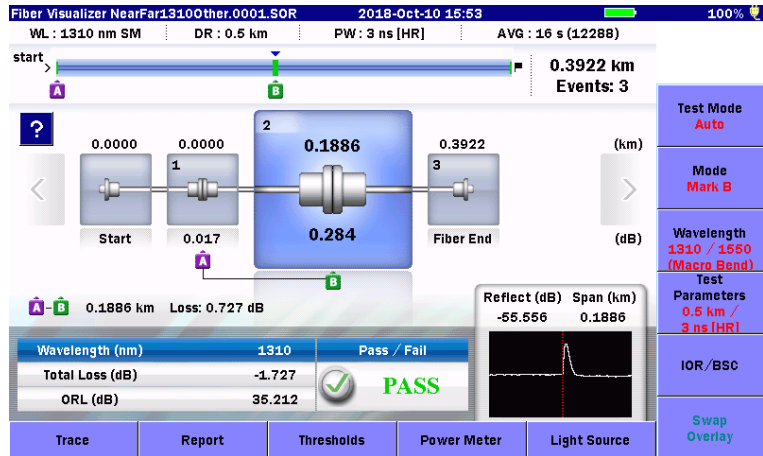 Fiber Visualizer NearFar1310Other.0001.SOR 2018-Oct-10 15:53 100%
WL : 1310 nm SM DR : 0.5 km PW : 3 ns [HR] AVG : 16 s (12288)
start
0.3922 km
Events: 3
A B
?
0.0000 0.0000 2 0.1886 0.3922 (km)
1 3
Start 0.017 0.284 Fiber End (dB)
A
B
A-B 0.1886 km Loss: 0.727 dB
Reflect (dB) Span (km)
-55.556 0.1886
Wavelength (nm) 1310 Pass / Fail
Total Loss (dB) -1.727
PASS
ORL (dB) 35.212
Trace Report Thresholds Power Meter Light Source
Test Mode
Auto
Mode
Mark B
Wavelength
1310 / 1550
(Macro Bend)
Test
Parameters
0.5 km /
3 ns [HR]
IOR/BSC
Swap
Overlay